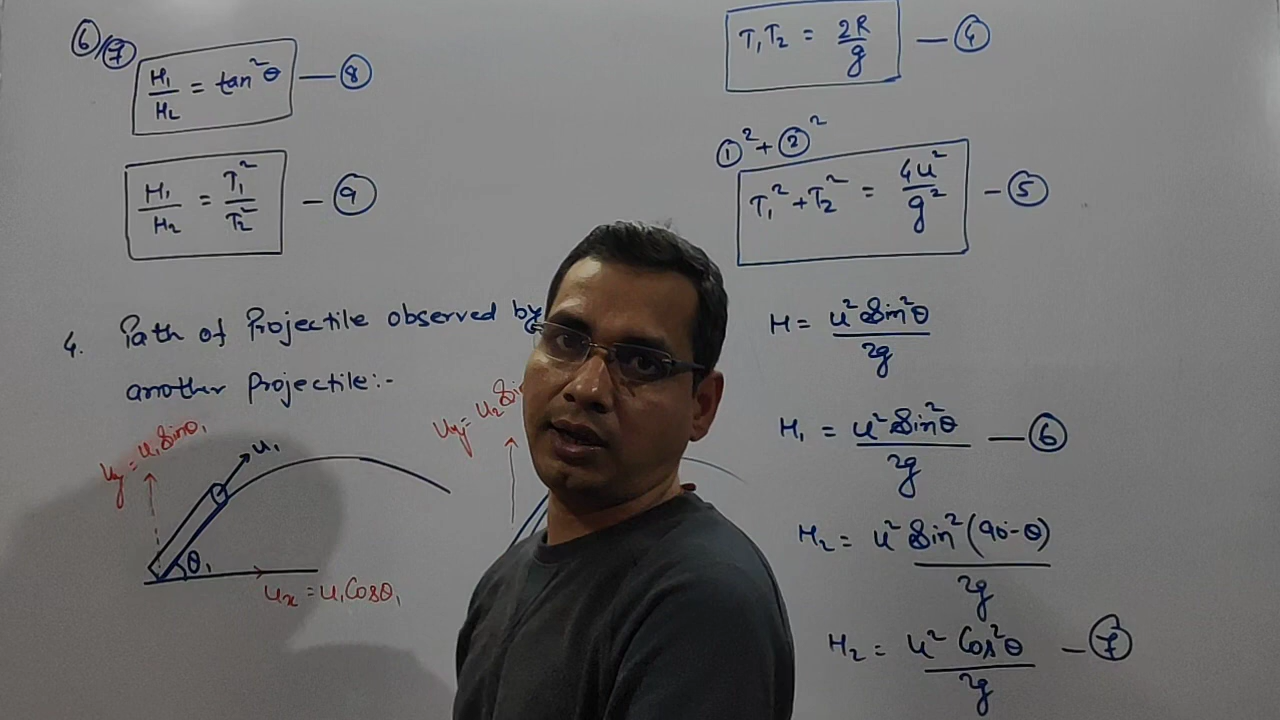 ⑥/⑦
H₁/H₂ = tan²θ — ⑧
H₁/H₂ = T₁²/T₂² — ⑨
4. Path of Projectile observed by
another Projectile:-
uy = u₁Sinθ₁
u₁
θ₁
uₓ = u₁Cosθ₁
uy = u₂Sin
T₁T₂ = 2R/g — ④
①² + ②²
T₁² + T₂² = 4u²/g² — ⑤
H = u²Sin²θ/2g
H₁ = u²Sin²θ/2g — ⑥
H₂ = u²Sin²(90-θ)/2g
H₂ = u²Cos²θ/2g — ⑦